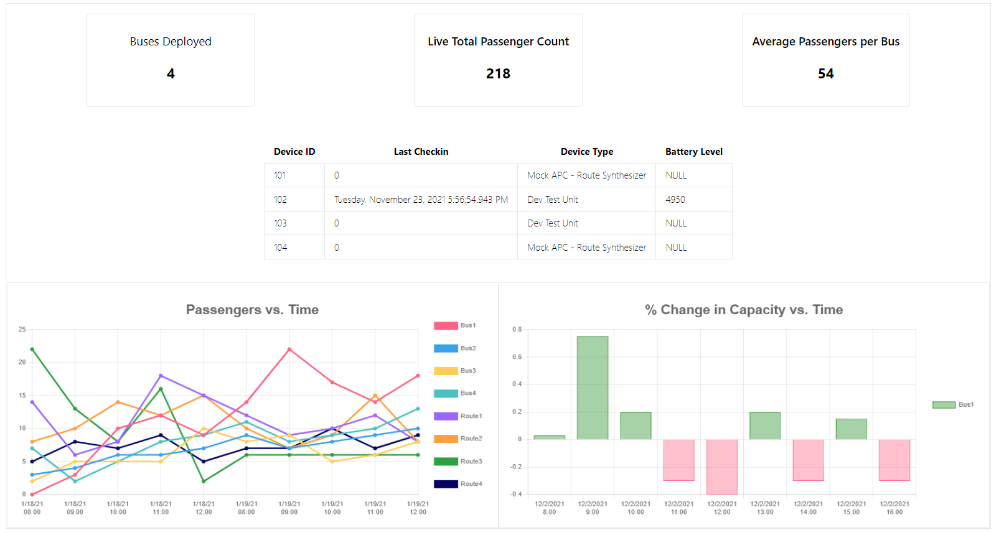 Buses Deployed
4
Live Total Passenger Count
218
Average Passengers per Bus
54
Device ID Last Checkin Device Type Battery Level
101 0 Mock APC - Route Synthesizer NULL
102 Tuesday, November 23, 2021 5:56:54.943 PM Dev Test Unit 4950
103 0 Dev Test Unit NULL
104 0 Mock APC - Route Synthesizer NULL
Passengers vs. Time
25
20
15
10
5
0
1/18/21 1/18/21 1/18/21 1/18/21 1/18/21 1/19/21 1/19/21 1/19/21 1/19/21 1/19/21
08:00 09:00 10:00 11:00 12:00 08:00 09:00 10:00 11:00 12:00
Bus1
Bus2
Bus3
Bus4
Route1
Route2
Route3
Route4
% Change in Capacity vs. Time
0.8
0.6
0.4
0.2
0
-0.2
-0.4
12/2/2021 12/2/2021 12/2/2021 12/2/2021 12/2/2021 12/2/2021 12/2/2021 12/2/2021 12/2/2021
8:00 9:00 10:00 11:00 12:00 13:00 14:00 15:00 16:00
Bus1